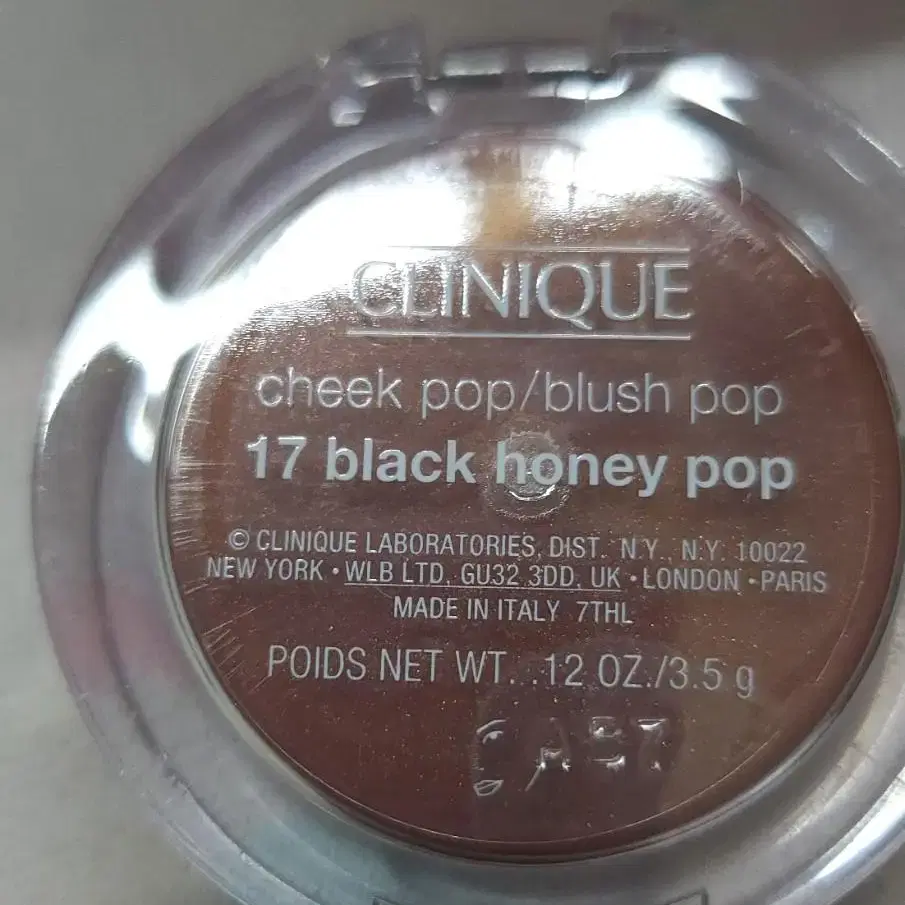 CLINIQUE
cheek pop/blush pop
17 black honey pop
© CLINIQUE LABORATORIES, DIST. N.Y., N.Y. 10022
NEW YORK • WLB LTD, GU32 3DD, UK • LONDON • PARIS
MADE IN ITALY 7THL
POIDS NET WT. .12 OZ./3.5 g